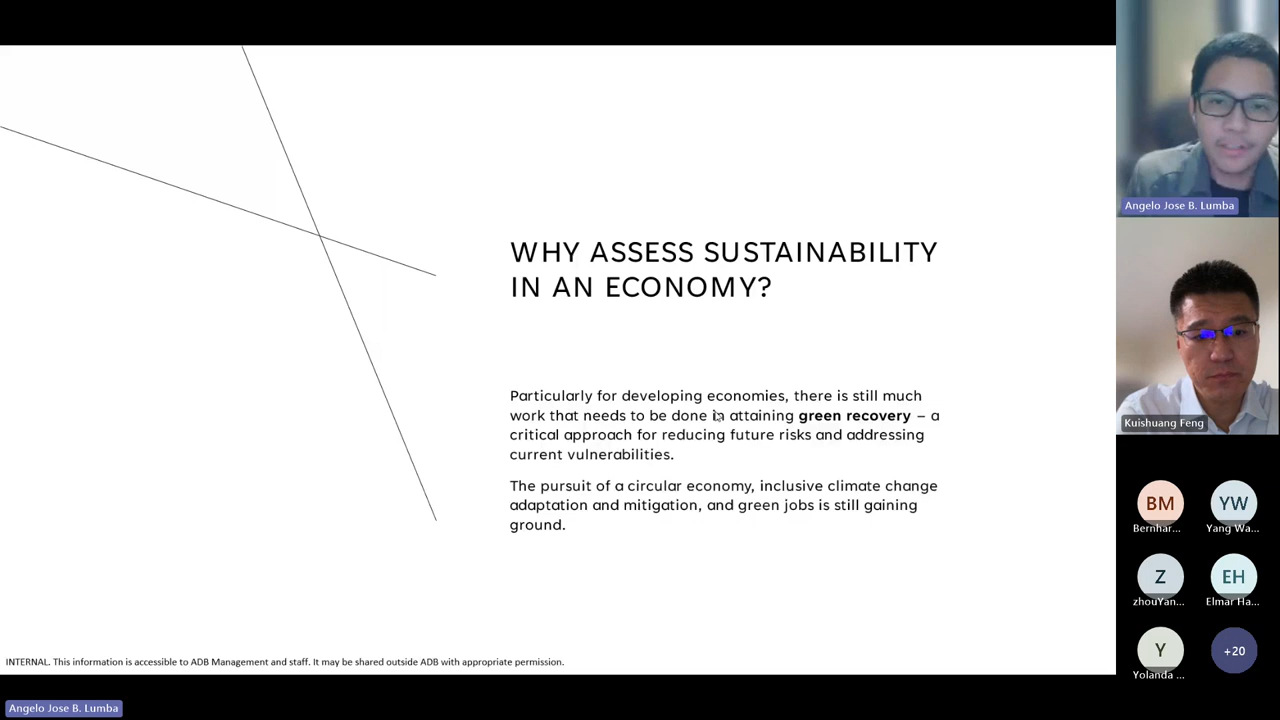 WHY ASSESS SUSTAINABILITY
IN AN ECONOMY?
Particularly for developing economies, there is still much
work that needs to be done in attaining green recovery – a
critical approach for reducing future risks and addressing
current vulnerabilities.
The pursuit of a circular economy, inclusive climate change
adaptation and mitigation, and green jobs is still gaining
ground.
INTERNAL. This information is accessible to ADB Management and staff. It may be shared outside ADB with appropriate permission.
Angelo Jose B. Lumba
Angelo Jose B. Lumba
Kuishuang Feng
BM
Bernhar...
YW
Yang Wa...
Z
zhouYan...
EH
Elmar Ha...
Y
Yolanda ...
+20